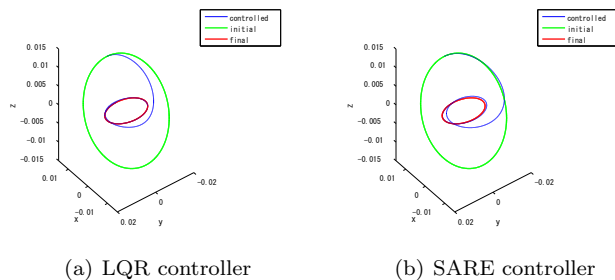 controlled
initial
final
0.015
0.01
0.005
0
-0.005
-0.01
-0.015
z
0.01
0
-0.01
x
0.02
0
-0.02
y
(a) LQR controller
controlled
initial
final
0.015
0.01
0.005
0
-0.005
-0.01
-0.015
z
0.01
0
-0.01
x
0.02
0
-0.02
y
(b) SARE controller